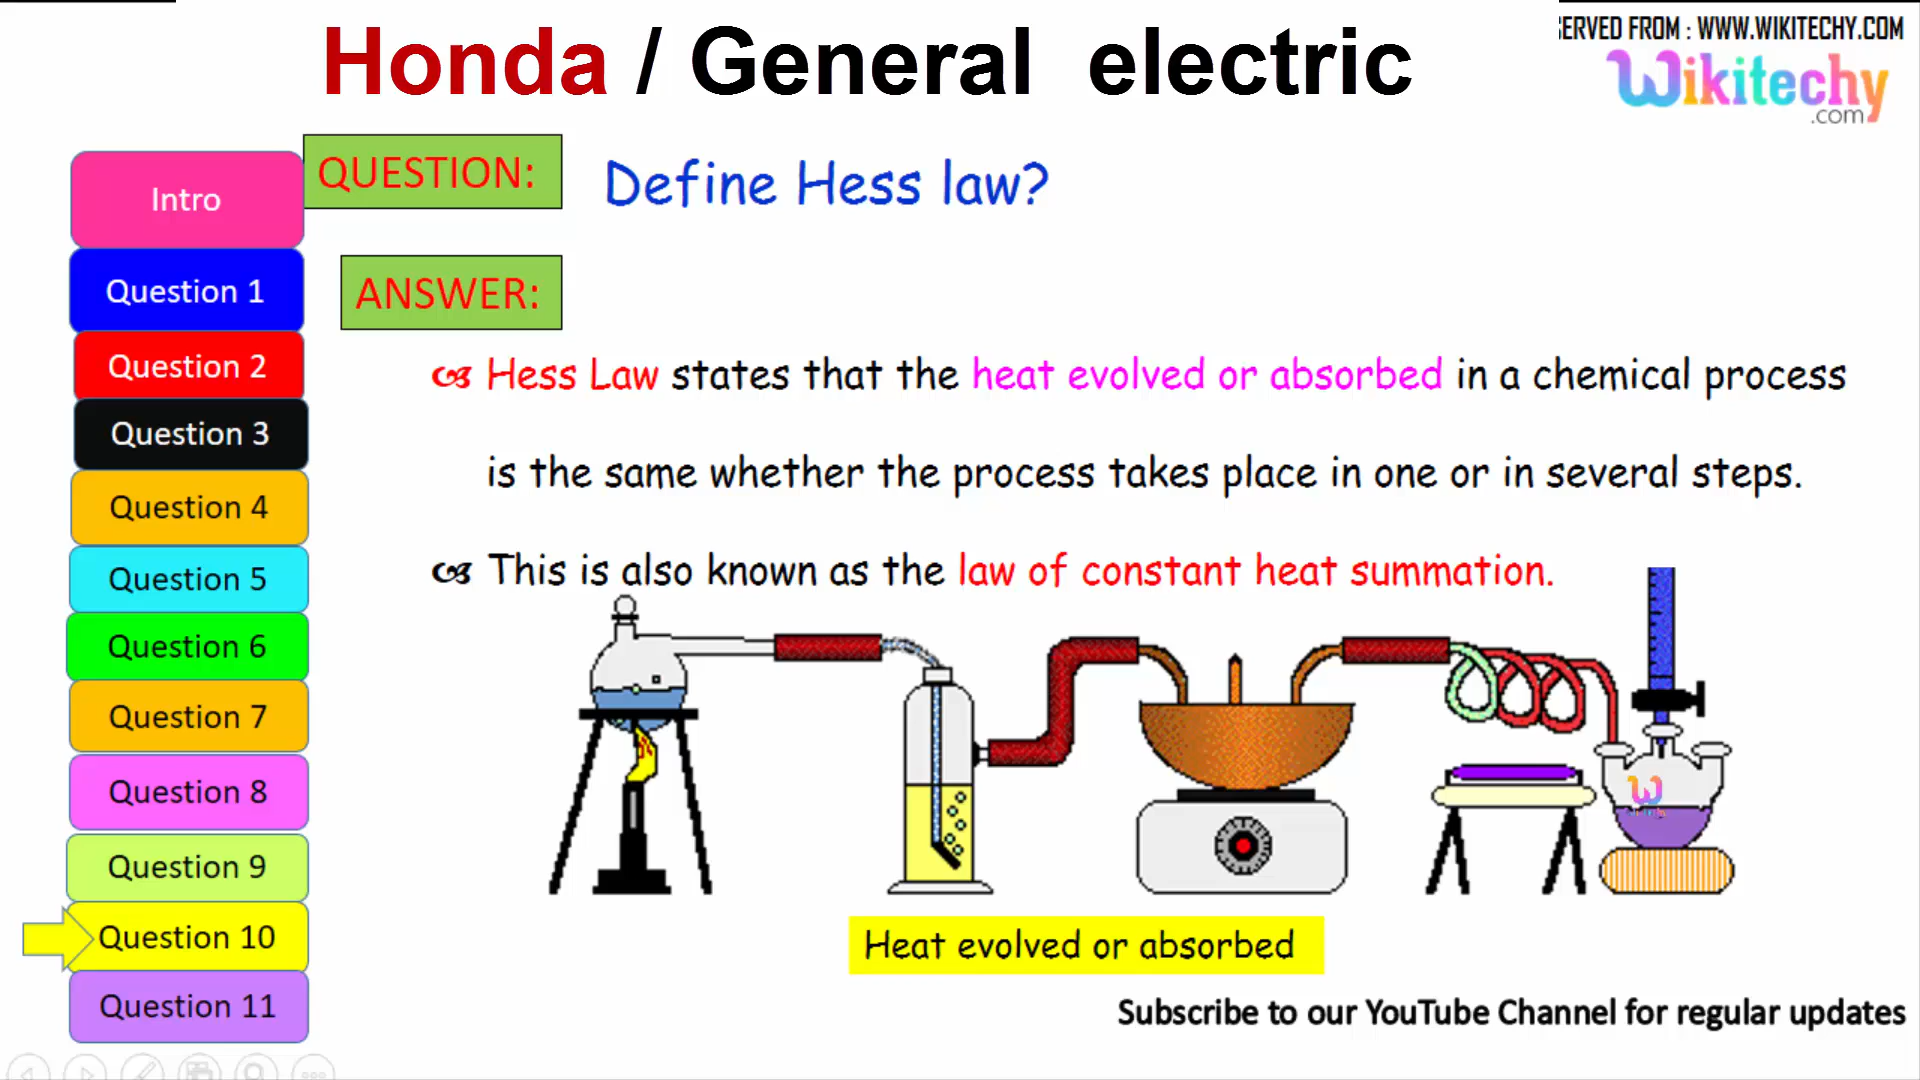 Honda / General electric
ERVED FROM : WWW.WIKITECHY.COM
Wikitechy
.com
QUESTION:
Define Hess law?
Intro
Question 1
Question 2
Question 3
Question 4
Question 5
Question 6
Question 7
Question 8
Question 9
Question 10
Question 11
ANSWER:
Hess Law states that the heat evolved or absorbed in a chemical process
is the same whether the process takes place in one or in several steps.
This is also known as the law of constant heat summation.
Heat evolved or absorbed
Subscribe to our YouTube Channel for regular updates